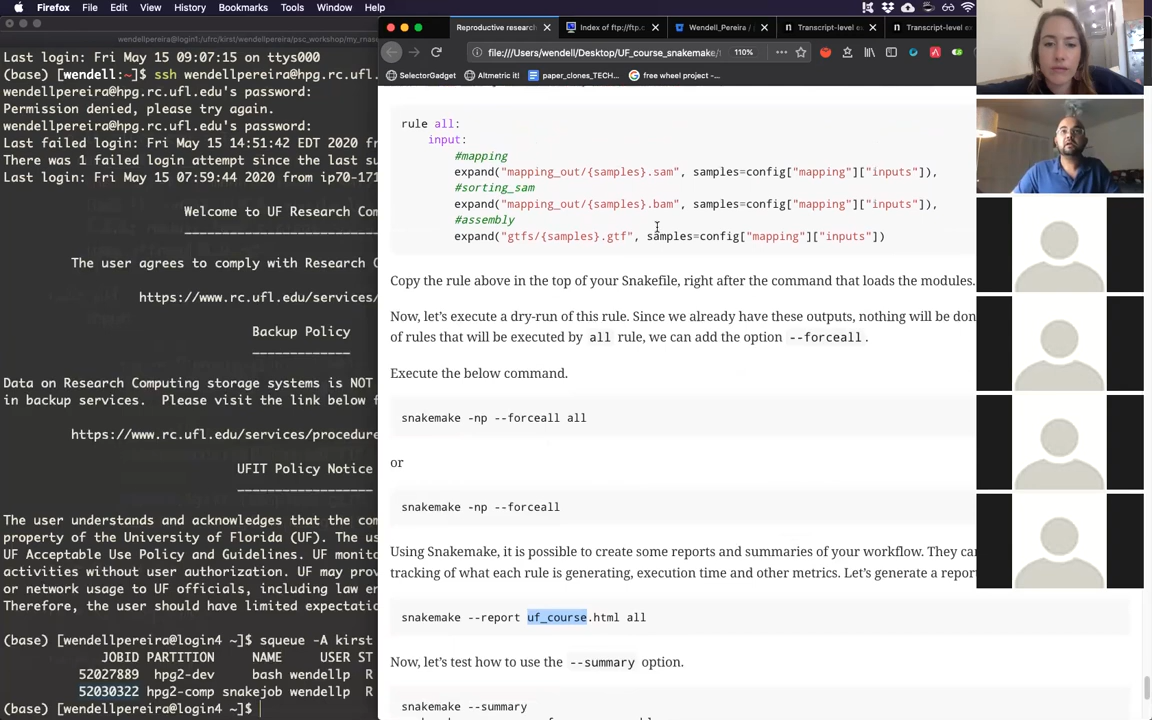 Firefox File Edit View History Bookmarks Tools Window Help
wendellpereira@login1:/ufrc/kirst/wendellpereira/psc_workshop/my_rnase
Reproductive research
Index of ftp://ftp.c
Wendell_Pereira /
Transcript-level ex
Transcript-level ex
file:///Users/wendell/Desktop/UF_course_snakemake/t 110%
SelectorGadget Altmetric it! paper_clones_TECH... free wheel project -...
Last login: Fri May 15 09:07:15 on ttys000
(base) [wendell:~]$ ssh wendellpereira@hpg.rc.ufl.
wendellpereira@hpg.rc.ufl.edu's password:
Permission denied, please try again.
wendellpereira@hpg.rc.ufl.edu's password:
Last failed login: Fri May 15 14:51:42 EDT 2020 fr
There was 1 failed login attempt since the last su
Last login: Fri May 15 07:59:44 2020 from ip70-171
Welcome to UF Research Com
The user agrees to comply with Research C
https://www.rc.ufl.edu/services/
Backup Policy
Data on Research Computing storage systems is NOT
in backup services. Please visit the link below f
https://www.rc.ufl.edu/services/procedure
UFIT Policy Notice
The user understands and acknowledges that the com
property of the University of Florida (UF). The us
UF Acceptable Use Policy and Guidelines. UF monito
activities without user authorization. UF may prov
or network usage to UF officials, including law en
Therefore, the user should have limited expectatio
(base) [wendellpereira@login4 ~]$ squeue -A kirst
JOBID PARTITION NAME USER ST
52027889 hpg2-dev bash wendellp R
52030322 hpg2-comp snakejob wendellp R
(base) [wendellpereira@login4 ~]$
rule all:
input:
#mapping
expand("mapping_out/{samples}.sam", samples=config["mapping"]["inputs"]),
#sorting_sam
expand("mapping_out/{samples}.bam", samples=config["mapping"]["inputs"]),
#assembly
expand("gtfs/{samples}.gtf", samples=config["mapping"]["inputs"])
Copy the rule above in the top of your Snakefile, right after the command that loads the modules.
Now, let's execute a dry-run of this rule. Since we already have these outputs, nothing will be don
of rules that will be executed by all rule, we can add the option --forceall.
Execute the below command.
snakemake -np --forceall all
or
snakemake -np --forceall
Using Snakemake, it is possible to create some reports and summaries of your workflow. They can
tracking of what each rule is generating, execution time and other metrics. Let's generate a repor
snakemake --report uf_course.html all
Now, let's test how to use the --summary option.
snakemake --summary